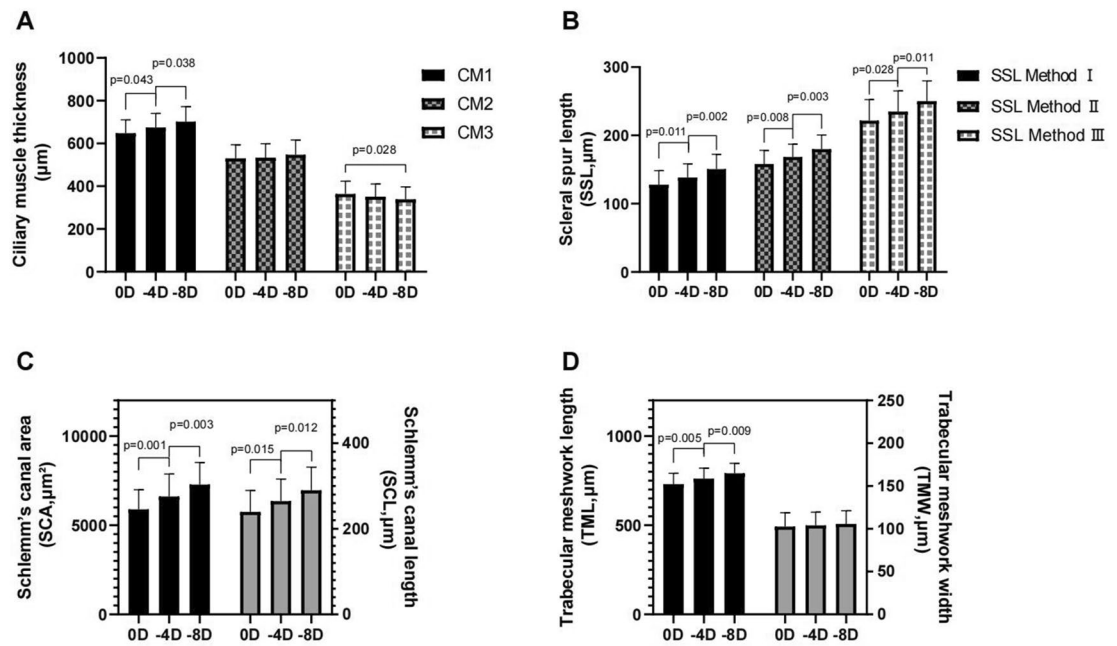 A
Ciliary muscle thickness
(μm)
1000
800
600
400
200
0
p=0.043
p=0.038
p=0.028
0D -4D -8D
0D -4D -8D
0D -4D -8D
CM1
CM2
CM3
B
Scleral spur length
(SSL,μm)
300
200
100
0
p=0.011
p=0.002
p=0.008
p=0.003
p=0.028
p=0.011
0D -4D -8D
0D -4D -8D
0D -4D -8D
SSL Method Ⅰ
SSL Method Ⅱ
SSL Method Ⅲ
C
Schlemm's canal area
(SCA,μm²)
10000
5000
0
p=0.001
p=0.003
p=0.015
p=0.012
0D -4D -8D
0D -4D -8D
400
200
0
Schlemm's canal length
(SCL,μm)
D
Trabecular meshwork length
(TML,μm)
1000
500
0
p=0.005
p=0.009
0D -4D -8D
0D -4D -8D
250
200
150
100
50
0
Trabecular meshwork width
(TMW,μm)